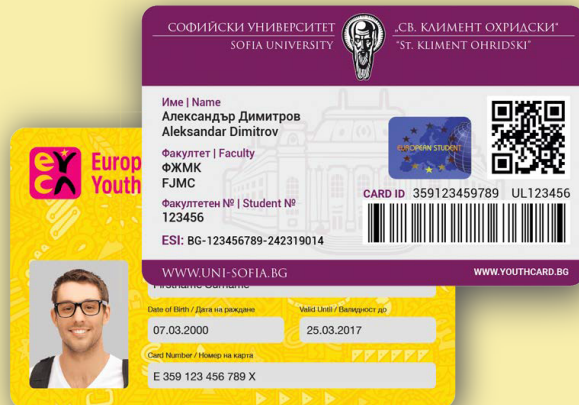 СОФИЙСКИ УНИВЕРСИТЕТ „СВ. КЛИМЕНТ ОХРИДСКИ“
SOFIA UNIVERSITY "ST. KLIMENT OHRIDSKI"
Име | Name
Александър Димитров
Aleksandar Dimitrov
Факултет | Faculty
ФЖМК
FJMC
Факултетен № | Student №
123456
ESI: BG-123456789-242319014
EUROPEAN STUDENT
CARD ID 359123459789 UL123456
WWW.UNI-SOFIA.BG WWW.YOUTHCARD.BG
eyca
Europ
Youth
Firstname Surname
Date of Birth / Дата на раждане Valid Until / Валидност до
07.03.2000 25.03.2017
Card Number / Номер на карта
E 359 123 456 789 X